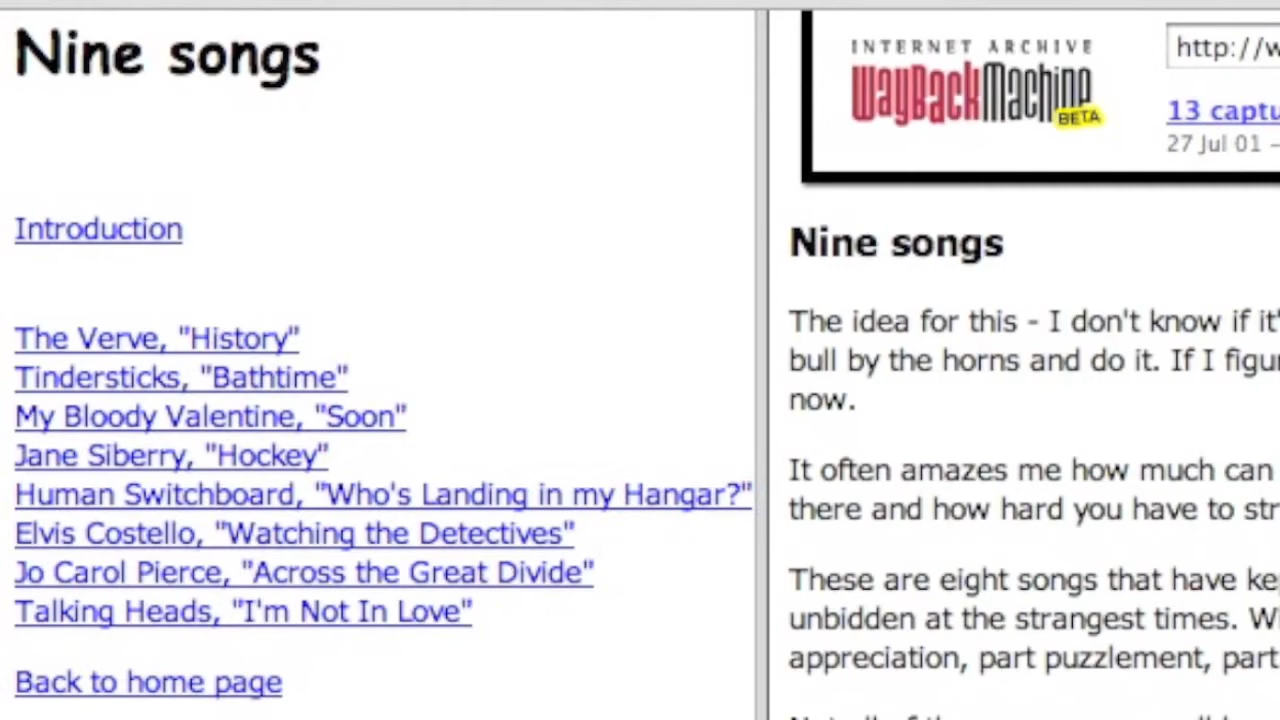 Nine songs
Introduction
The Verve, "History"
Tindersticks, "Bathtime"
My Bloody Valentine, "Soon"
Jane Siberry, "Hockey"
Human Switchboard, "Who's Landing in my Hangar?"
Elvis Costello, "Watching the Detectives"
Jo Carol Pierce, "Across the Great Divide"
Talking Heads, "I'm Not In Love"
Back to home page
INTERNET ARCHIVE
WayBackMachine
BETA
http://w
13 captu
27 Jul 01 –
Nine songs
The idea for this - I don't know if it'
bull by the horns and do it. If I figu
now.
It often amazes me how much can
there and how hard you have to str
These are eight songs that have ke
unbidden at the strangest times. Wi
appreciation, part puzzlement, part